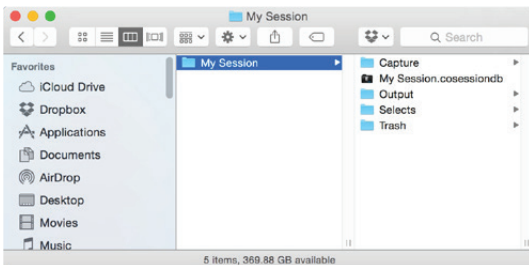 My Session
Search
Favorites
iCloud Drive
Dropbox
Applications
Documents
AirDrop
Desktop
Movies
Music
My Session
Capture
My Session.cosessiondb
Output
Selects
Trash
5 items, 369.88 GB available